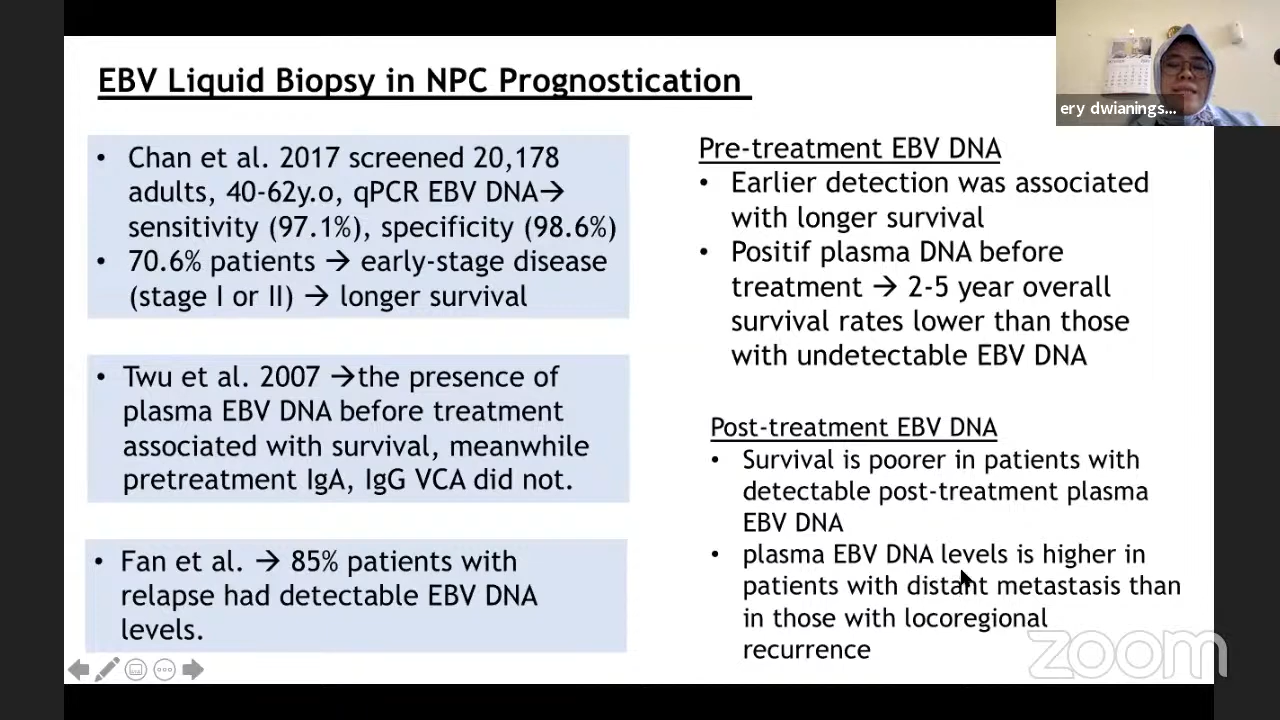 EBV Liquid Biopsy in NPC Prognostication
• Chan et al. 2017 screened 20,178
adults, 40-62y.o, qPCR EBV DNA→
sensitivity (97.1%), specificity (98.6%)
• 70.6% patients → early-stage disease
(stage I or II) → longer survival
• Twu et al. 2007 →the presence of
plasma EBV DNA before treatment
associated with survival, meanwhile
pretreatment IgA, IgG VCA did not.
• Fan et al. → 85% patients with
relapse had detectable EBV DNA
levels.
Pre-treatment EBV DNA
• Earlier detection was associated
with longer survival
• Positif plasma DNA before
treatment → 2-5 year overall
survival rates lower than those
with undetectable EBV DNA
Post-treatment EBV DNA
• Survival is poorer in patients with
detectable post-treatment plasma
EBV DNA
• plasma EBV DNA levels is higher in
patients with distant metastasis than
in those with locoregional
recurrence
ery dwianings...
zoom